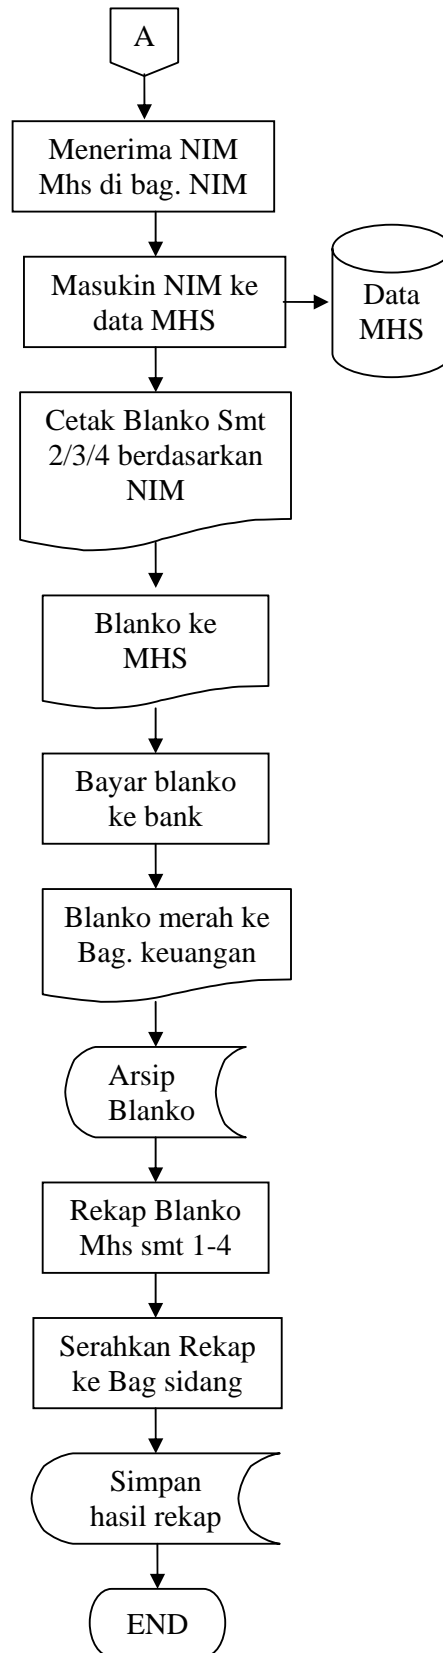 A
Menerima NIM
Mhs di bag. NIM
Masukin NIM ke
data MHS
Data
MHS
Cetak Blanko Smt
2/3/4 berdasarkan
NIM
Blanko ke
MHS
Bayar blanko
ke bank
Blanko merah ke
Bag. keuangan
Arsip
Blanko
Rekap Blanko
Mhs smt 1-4
Serahkan Rekap
ke Bag sidang
Simpan
hasil rekap
END